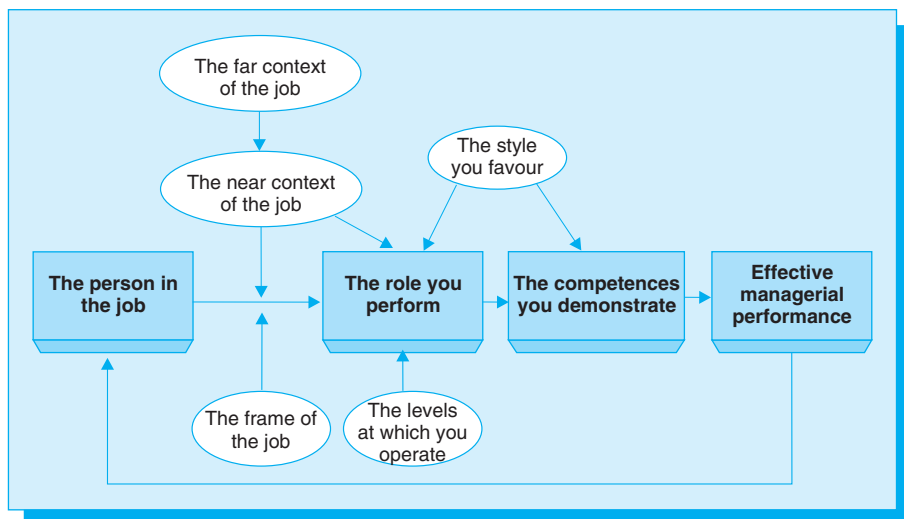 The far context
of the job
The style
you favour
The near context
of the job
The person in
the job
The role you
perform
The competences
you demonstrate
Effective
managerial
performance
The frame of
the job
The levels
at which you
operate